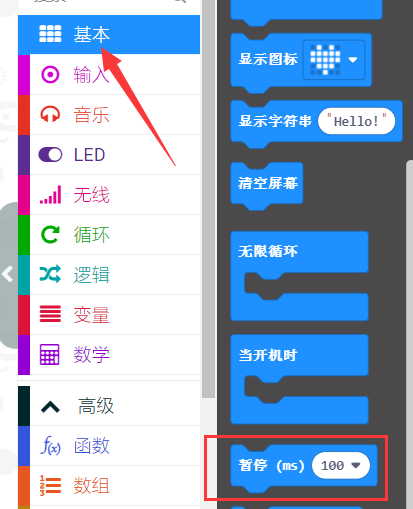 基本
输入
音乐
LED
无线
循环
逻辑
变量
数学
高级
f(x) 函数
数组
显示图标
显示字符串 "Hello!"
清空屏幕
无限循环
当开机时
暂停 (ms) 100